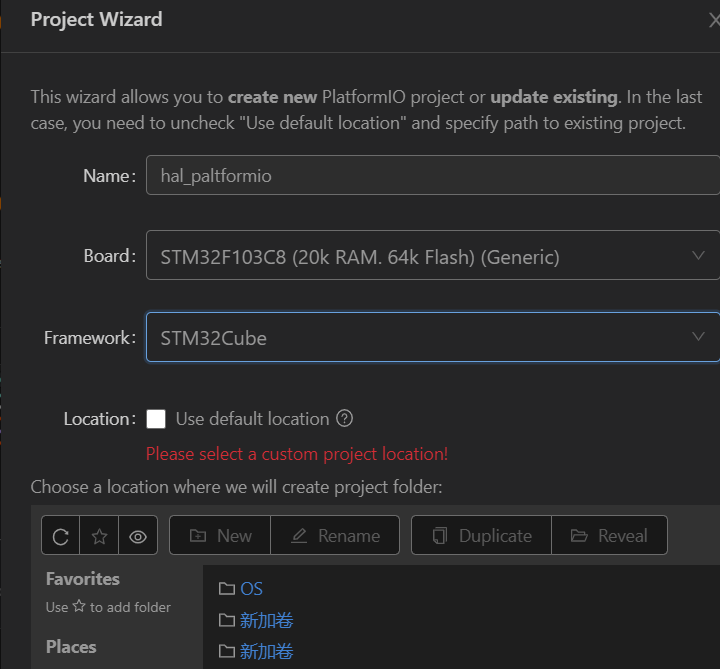 Project Wizard
This wizard allows you to create new PlatformIO project or update existing. In the last
case, you need to uncheck "Use default location" and specify path to existing project.
Name: hal_paltformio
Board: STM32F103C8 (20k RAM. 64k Flash) (Generic)
Framework: STM32Cube
Location: Use default location
Please select a custom project location!
Choose a location where we will create project folder:
New Rename Duplicate Reveal
Favorites
Use ☆ to add folder
Places
OS
新加卷
新加卷